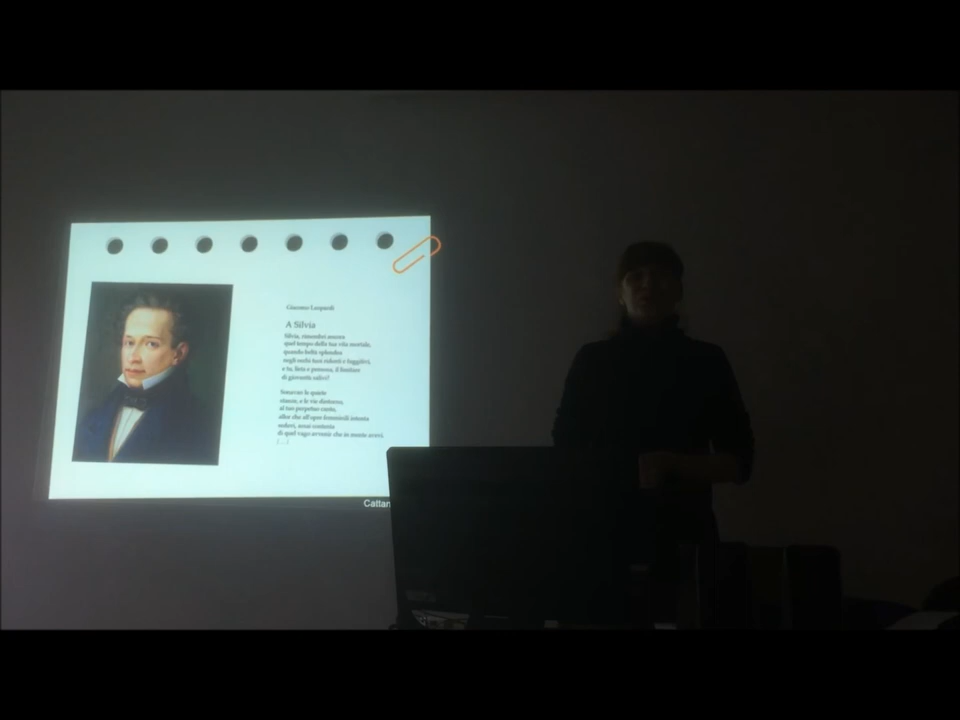 Giacomo Leopardi
A Silvia
Silvia, rimembri ancora
quel tempo della tua vita mortale,
quando beltà splendea
negli occhi tuoi ridenti e fuggitivi,
e tu, lieta e pensosa, il limitare
di gioventù salivi?
Sonavan le quiete
stanze, e le vie dintorno,
al tuo perpetuo canto,
allor che all'opre femminili intenta
sedevi, assai contenta
di quel vago avvenir che in mente avevi.
[...]
Cattan